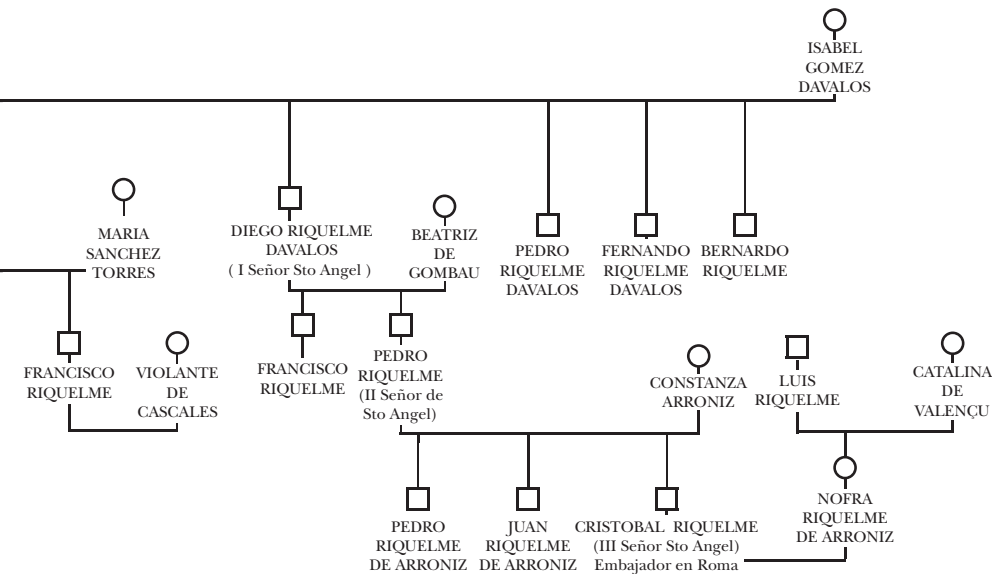 ISABEL
GOMEZ
DAVALOS
MARIA
SANCHEZ
TORRES
DIEGO RIQUELME
DAVALOS
( I Señor Sto Angel )
BEATRIZ
DE
GOMBAU
PEDRO
RIQUELME
DAVALOS
FERNANDO
RIQUELME
DAVALOS
BERNARDO
RIQUELME
FRANCISCO
RIQUELME
VIOLANTE
DE
CASCALES
FRANCISCO
RIQUELME
PEDRO
RIQUELME
(II Señor de
Sto Angel)
CONSTANZA
ARRONIZ
LUIS
RIQUELME
CATALINA
DE
VALENÇU
PEDRO
RIQUELME
DE ARRONIZ
JUAN
RIQUELME
DE ARRONIZ
CRISTOBAL RIQUELME
(III Señor Sto Angel)
Embajador en Roma
NOFRA
RIQUELME
DE ARRONIZ